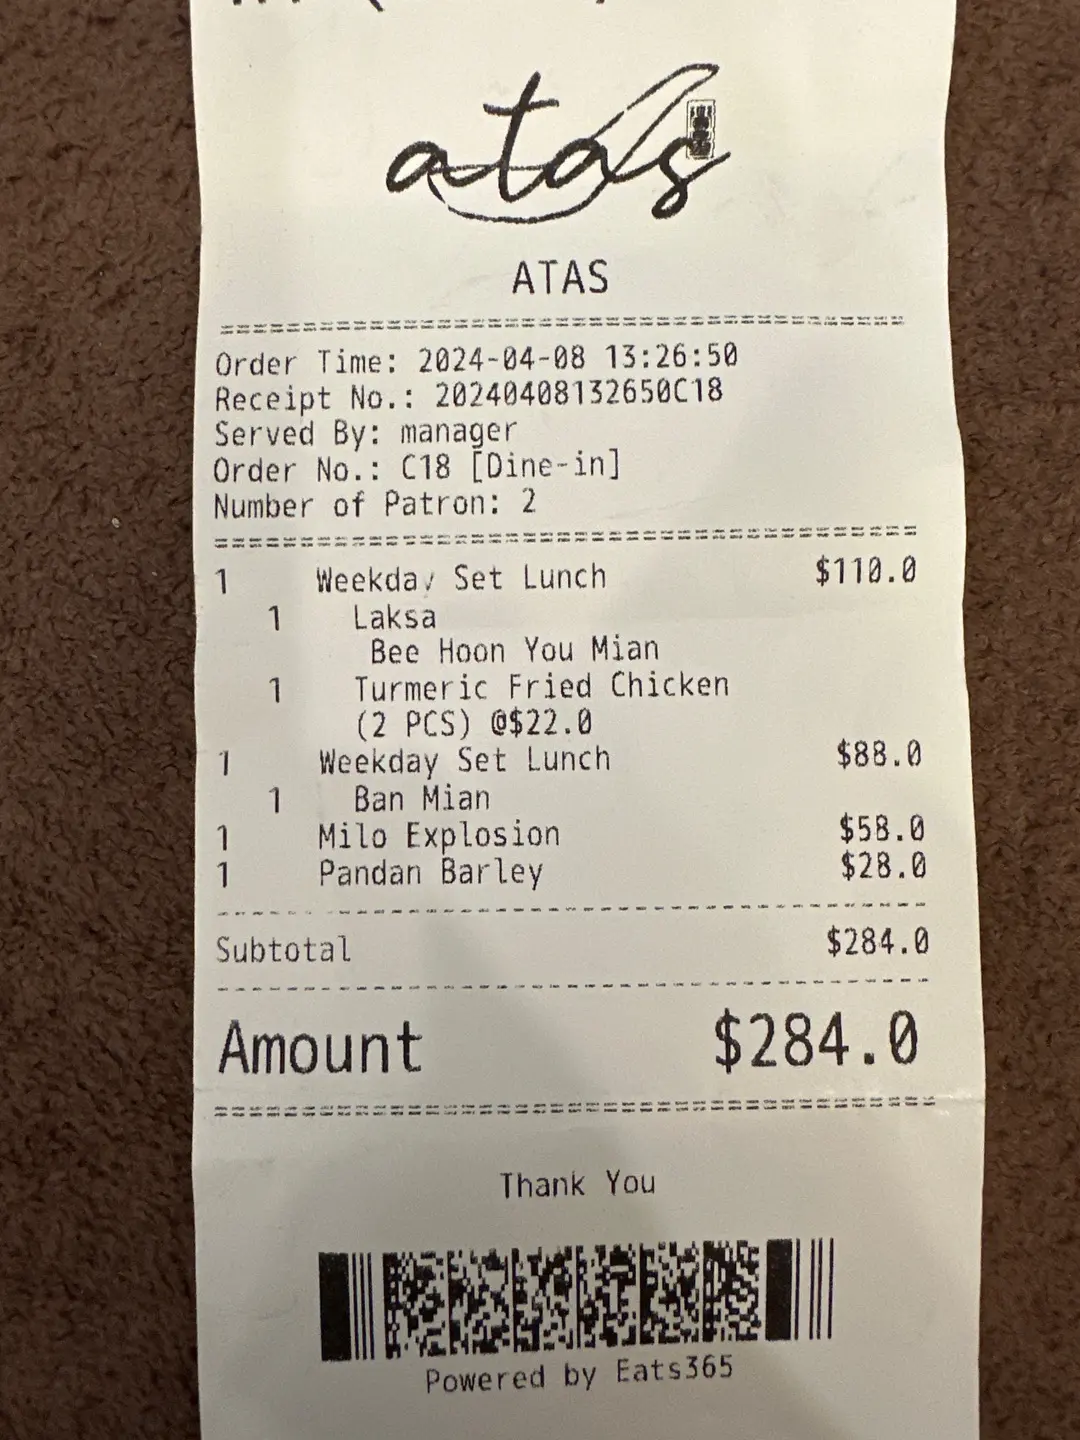 atas
ATAS
Order Time: 2024-04-08 13:26:50
Receipt No.: 20240408132650C18
Served By: manager
Order No.: C18 [Dine-in]
Number of Patron: 2
1 Weekday Set Lunch $110.0
1 Laksa
Bee Hoon You Mian
1 Turmeric Fried Chicken
(2 PCS) @$22.0
1 Weekday Set Lunch $88.0
1 Ban Mian
1 Milo Explosion $58.0
1 Pandan Barley $28.0
Subtotal $284.0
Amount $284.0
Thank You
Powered by Eats365